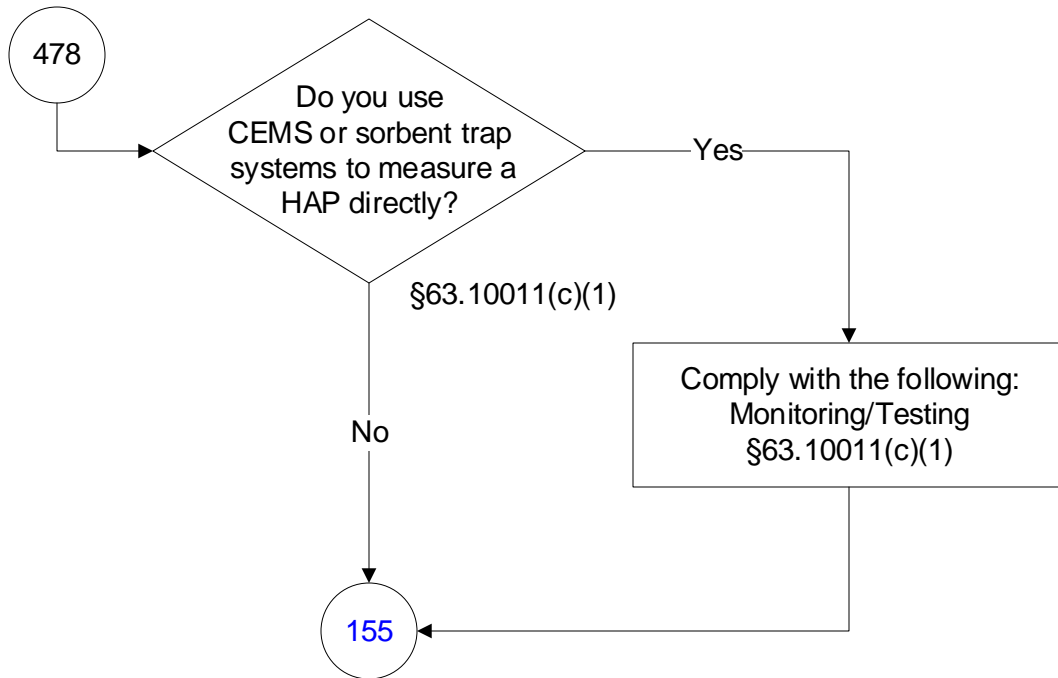 478
Do you use
CEMS or sorbent trap
systems to measure a
HAP directly?
Yes
§63.10011(c)(1)
Comply with the following:
Monitoring/Testing
§63.10011(c)(1)
No
155